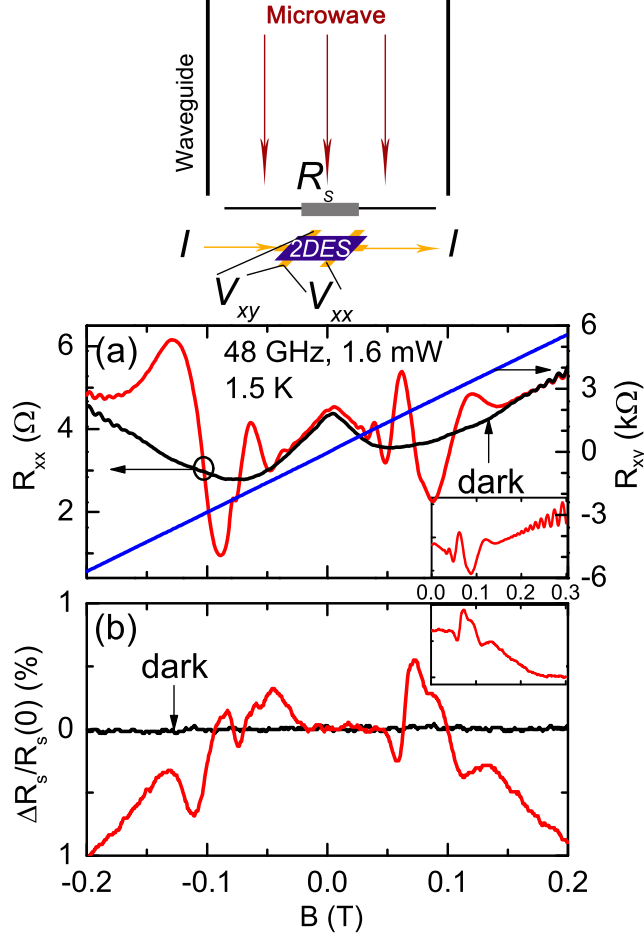 Microwave
Waveguide
R_s
I 2DES I
V_xy V_xx
(a) 48 GHz, 1.6 mW
1.5 K
dark
R_xx (Ω)
6
4
2
R_xy (kΩ)
6
3
0
-3
-6
0.0 0.1 0.2 0.3
(b)
dark
ΔR_s/R_s(0) (%)
1
0
1
-0.2 -0.1 0.0 0.1 0.2
B (T)